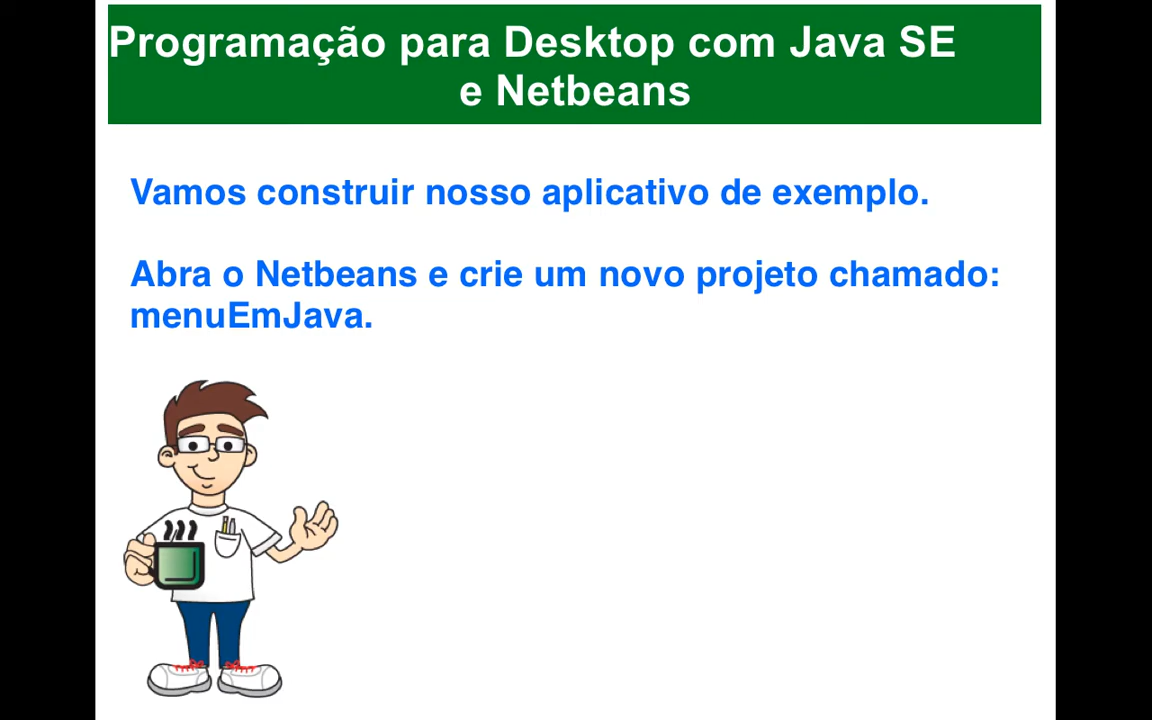 Programação para Desktop com Java SE
e Netbeans
Vamos construir nosso aplicativo de exemplo.
Abra o Netbeans e crie um novo projeto chamado:
menuEmJava.